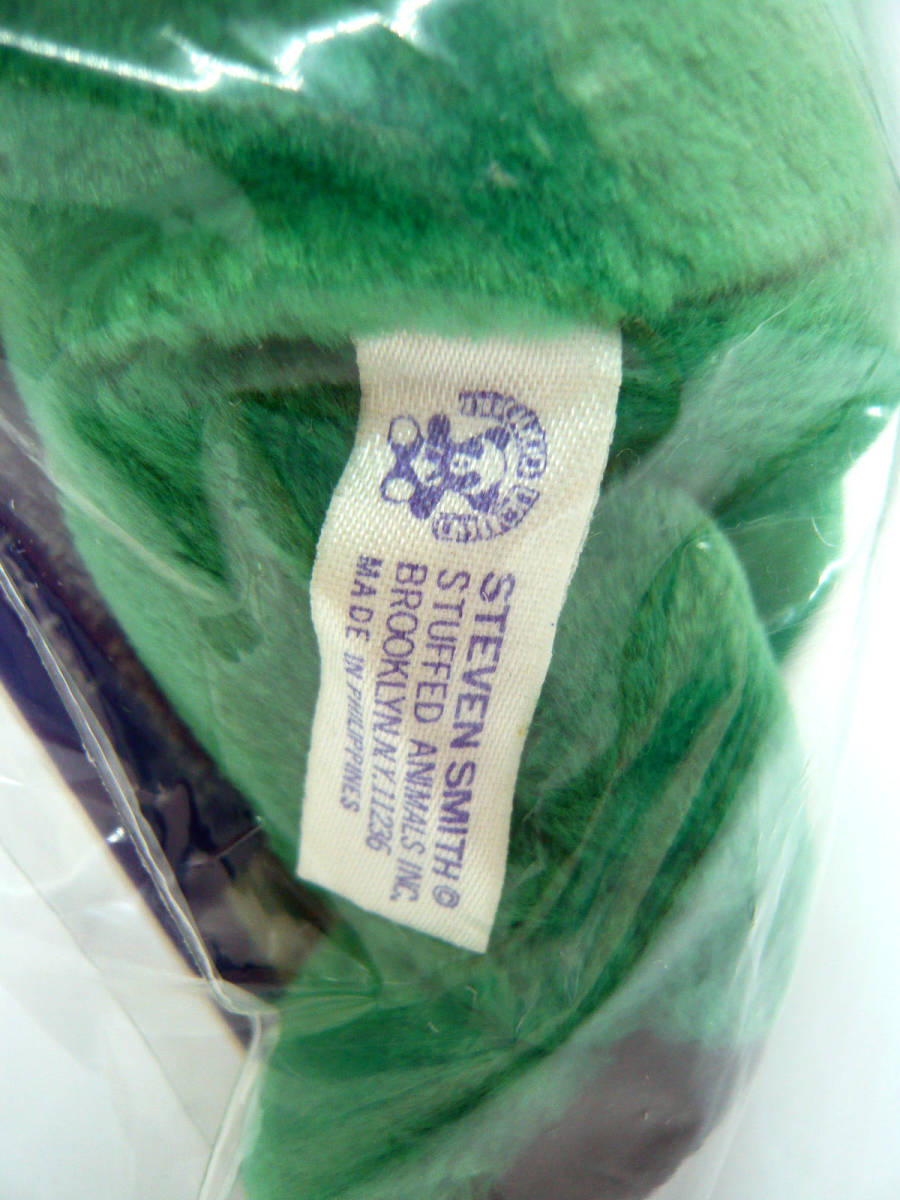 STEVEN SMITH ©
STUFFED ANIMALS INC.
BROOKLYN N.Y. 11236
MADE IN PHILIPPINES